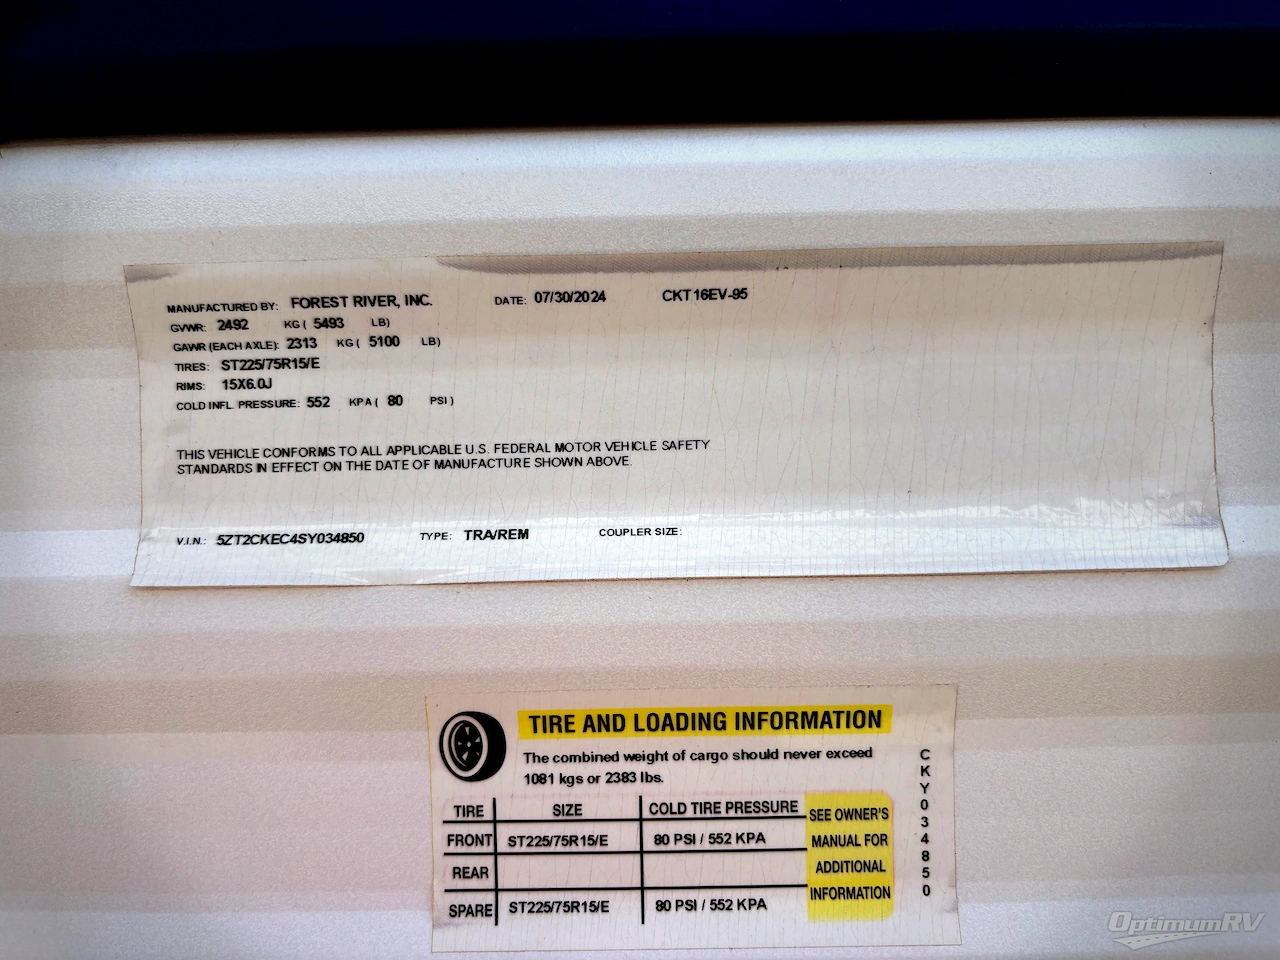 MANUFACTURED BY: FOREST RIVER, INC. DATE: 07/30/2024 CKT16EV-95
GVWR: 2492 KG ( 5493 LB)
GAWR (EACH AXLE): 2313 KG ( 5100 LB)
TIRES: ST225/75R15/E
RIMS: 15X6.0J
COLD INFL. PRESSURE: 552 KPA ( 80 PSI )
THIS VEHICLE CONFORMS TO ALL APPLICABLE U.S. FEDERAL MOTOR VEHICLE SAFETY
STANDARDS IN EFFECT ON THE DATE OF MANUFACTURE SHOWN ABOVE.
V.I.N.: 5ZT2CKEC4SY034850 TYPE: TRA/REM COUPLER SIZE:
TIRE AND LOADING INFORMATION
The combined weight of cargo should never exceed
1081 kgs or 2383 lbs.
TIRE SIZE COLD TIRE PRESSURE
FRONT ST225/75R15/E 80 PSI / 552 KPA
REAR
SPARE ST225/75R15/E 80 PSI / 552 KPA
SEE OWNER'S
MANUAL FOR
ADDITIONAL
INFORMATION
CKY034850
OptimumRV